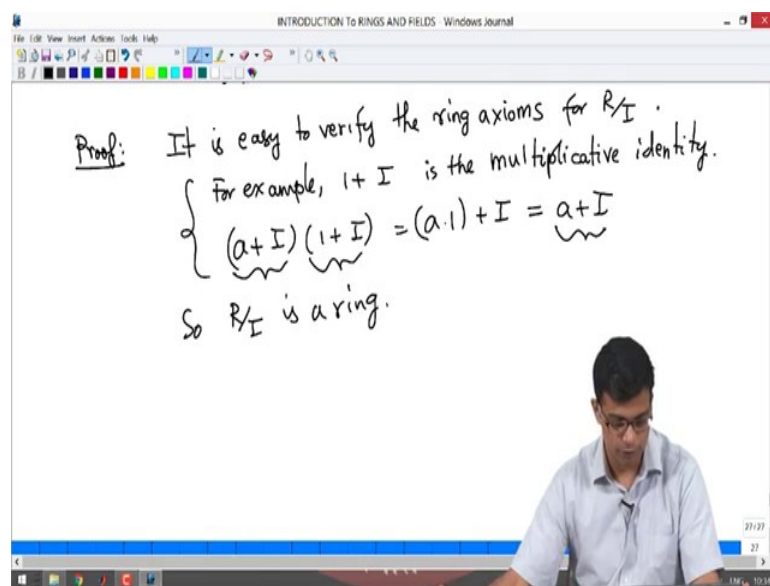 INTRODUCTION To RINGS AND FIELDS - Windows Journal
File Edit View Insert Actions Tools Help
B I
Proof: It is easy to verify the ring axioms for R/I.
For example, 1+I is the multiplicative identity.
(a+I) (1+I) = (a.1) + I = a+I
So R/I is a ring.
27/27
27